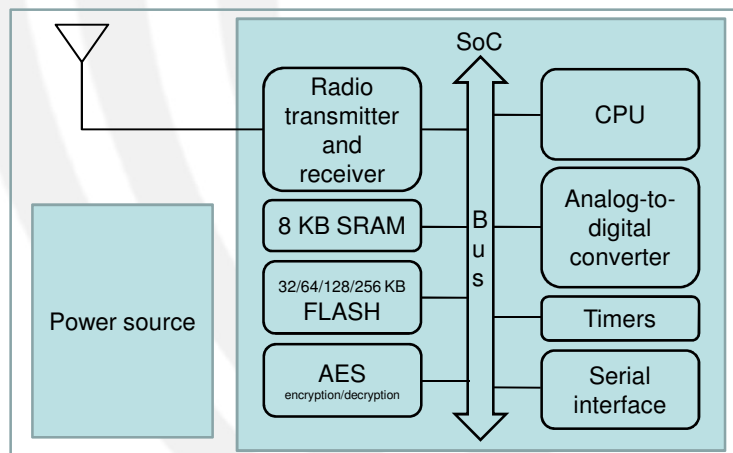 SoC
Radio
transmitter
and
receiver
8 KB SRAM
32/64/128/256 KB
FLASH
AES
encryption/decryption
Bus
CPU
Analog-to-
digital
converter
Timers
Serial
interface
Power source